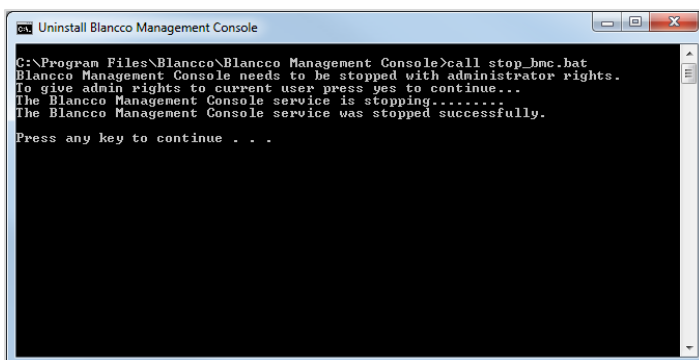 Uninstall Blancco Management Console
C:\Program Files\Blancco\Blancco Management Console>call stop_bmc.bat
Blancco Management Console needs to be stopped with administrator rights.
To give admin rights to current user press yes to continue...
The Blancco Management Console service is stopping.........
The Blancco Management Console service was stopped successfully.
Press any key to continue . . .